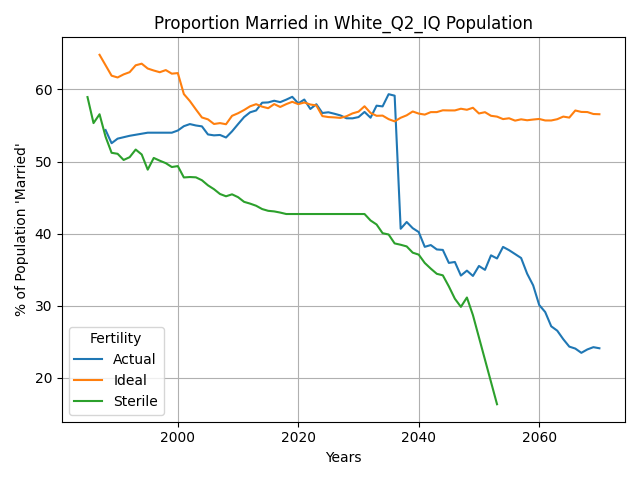 Proportion Married in White_Q2_IQ Population
% of Population 'Married'
60
50
40
30
20
Fertility
Actual
Ideal
Sterile
2000 2020 2040 2060
Years